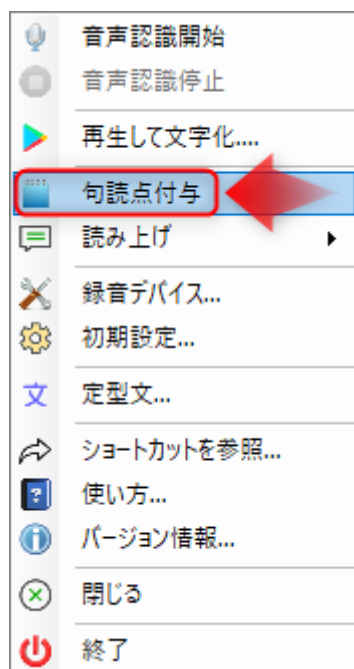 音声認識開始
音声認識停止
再生して文字化....
句読点付与
読み上げ
録音デバイス...
初期設定...
定型文...
ショートカットを参照...
使い方...
バージョン情報...
閉じる
終了